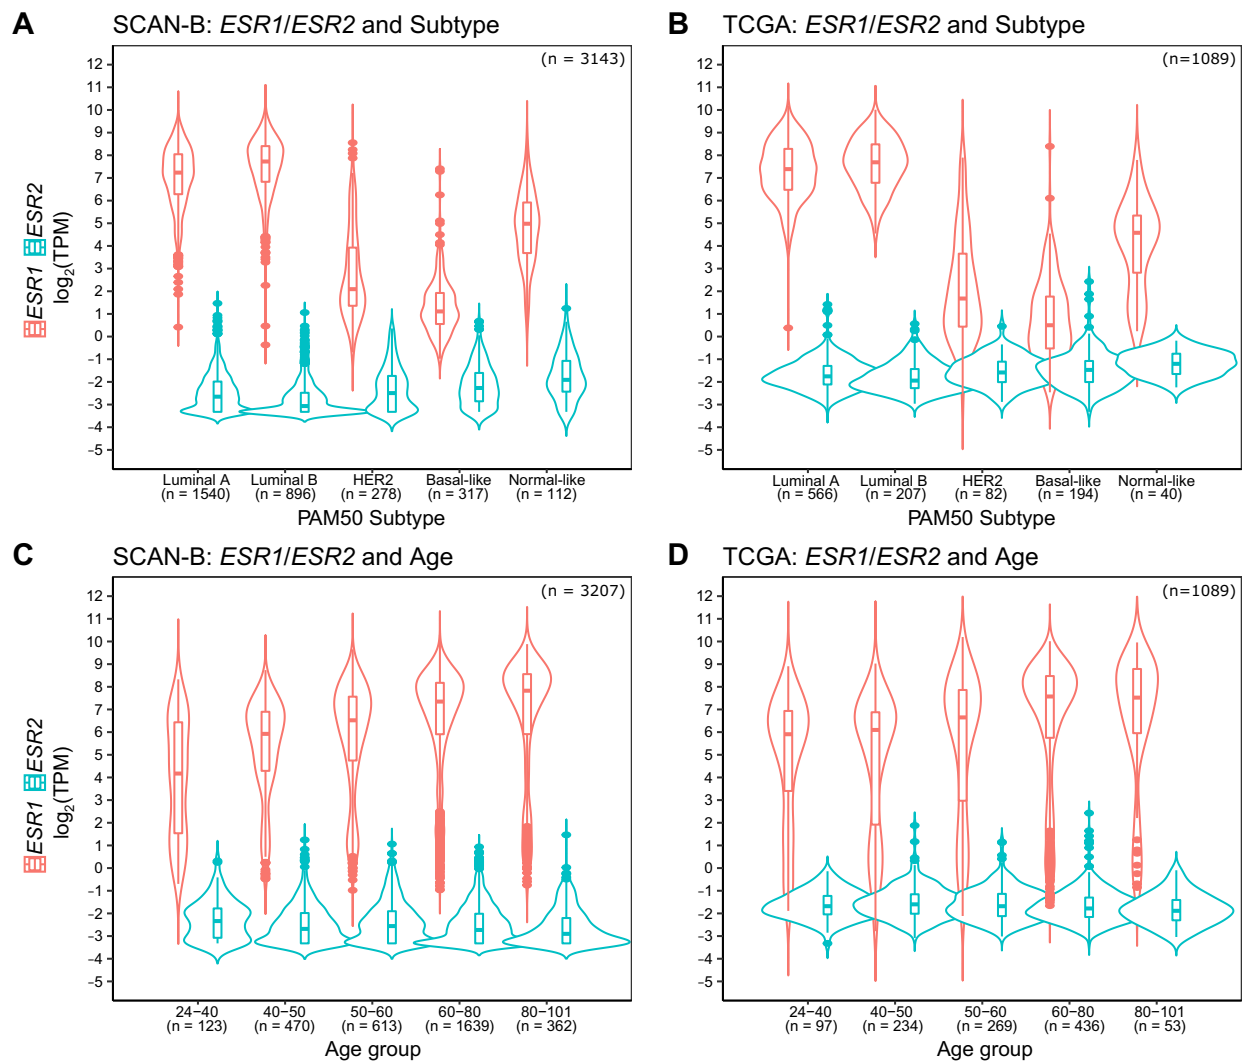 A
SCAN-B: ESR1/ESR2 and Subtype
(n = 3143)
12
11
10
9
8
7
6
5
4
3
2
1
0
−1
−2
−3
−4
−5
ESR1 ESR2
log2(TPM)
Luminal A Luminal B HER2 Basal-like Normal-like
(n = 1540) (n = 896) (n = 278) (n = 317) (n = 112)
PAM50 Subtype
B
TCGA: ESR1/ESR2 and Subtype
(n=1089)
12
11
10
9
8
7
6
5
4
3
2
1
0
−1
−2
−3
−4
−5
Luminal A Luminal B HER2 Basal-like Normal-like
(n = 566) (n = 207) (n = 82) (n = 194) (n = 40)
PAM50 Subtype
C
SCAN-B: ESR1/ESR2 and Age
(n = 3207)
12
11
10
9
8
7
6
5
4
3
2
1
0
−1
−2
−3
−4
−5
ESR1 ESR2
log2(TPM)
24−40 40−50 50−60 60−80 80−101
(n = 123) (n = 470) (n = 613) (n = 1639) (n = 362)
Age group
D
TCGA: ESR1/ESR2 and Age
(n=1089)
12
11
10
9
8
7
6
5
4
3
2
1
0
−1
−2
−3
−4
−5
24−40 40−50 50−60 60−80 80−101
(n = 97) (n = 234) (n = 269) (n = 436) (n = 53)
Age group